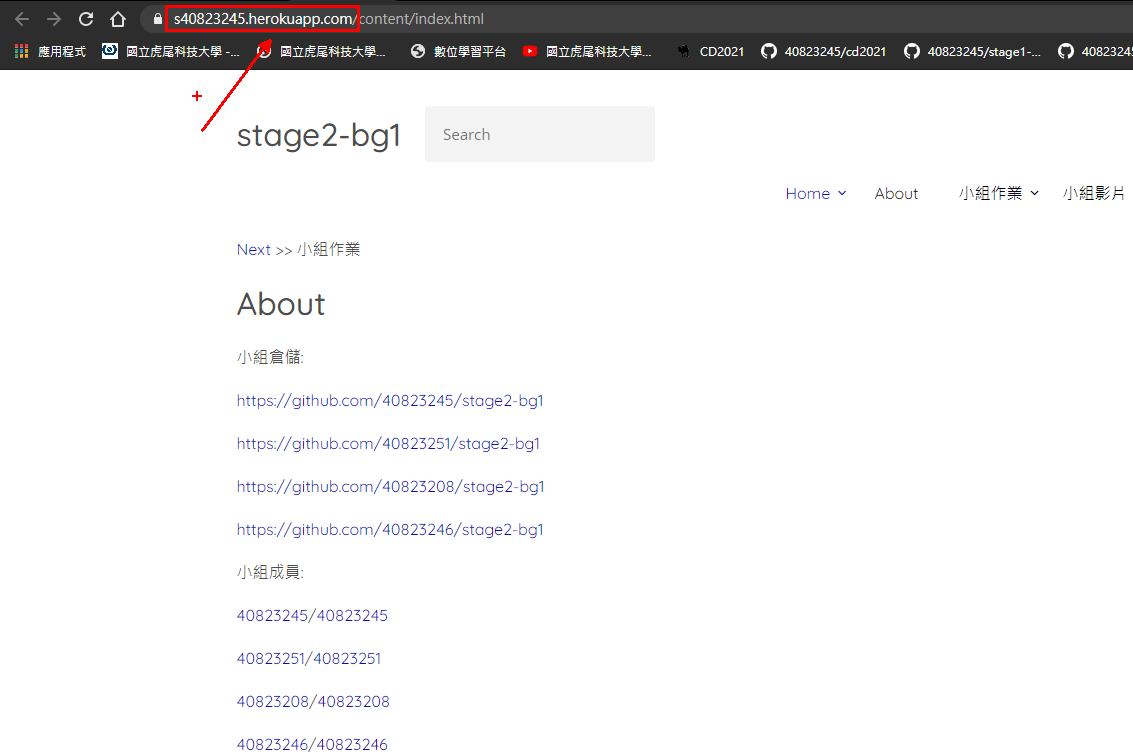 s40823245.herokuapp.com/content/index.html
應用程式 國立虎尾科技大學 -... 國立虎尾科技大學... 數位學習平台 國立虎尾科技大學... CD2021 40823245/cd2021 40823245/stage1-... 4082324
stage2-bg1 Search
Home About 小組作業 小組影片
Next >> 小組作業
About
小組倉儲:
https://github.com/40823245/stage2-bg1
https://github.com/40823251/stage2-bg1
https://github.com/40823208/stage2-bg1
https://github.com/40823246/stage2-bg1
小組成員:
40823245/40823245
40823251/40823251
40823208/40823208
40823246/40823246